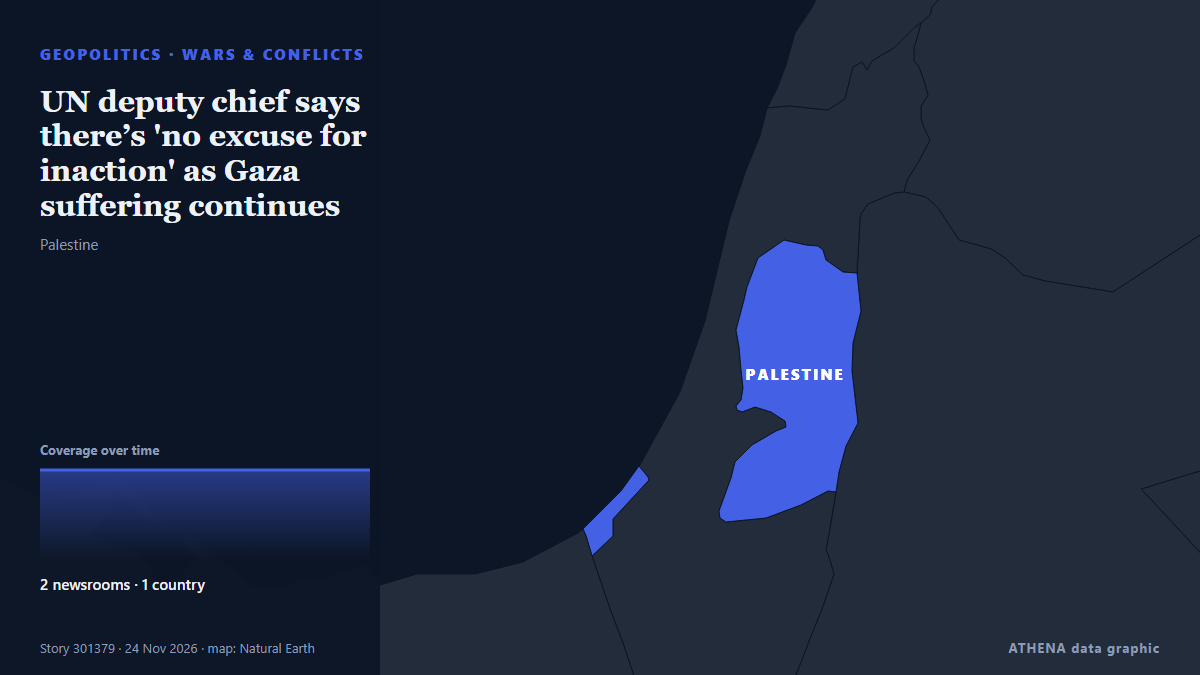 GEOPOLITICS · WARS & CONFLICTS
UN deputy chief says
there’s 'no excuse for
inaction' as Gaza
suffering continues
Palestine
PALESTINE
Coverage over time
2 newsrooms · 1 country
Story 301379 · 24 Nov 2026 · map: Natural Earth
ATHENA data graphic